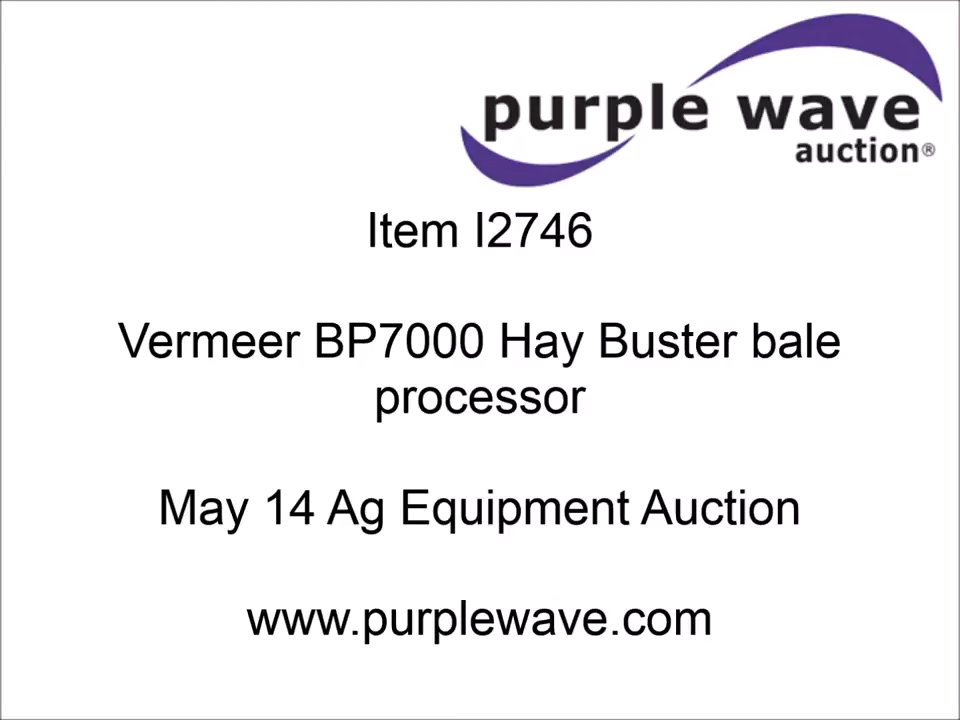 purple wave
auction®
Item I2746
Vermeer BP7000 Hay Buster bale
processor
May 14 Ag Equipment Auction
www.purplewave.com